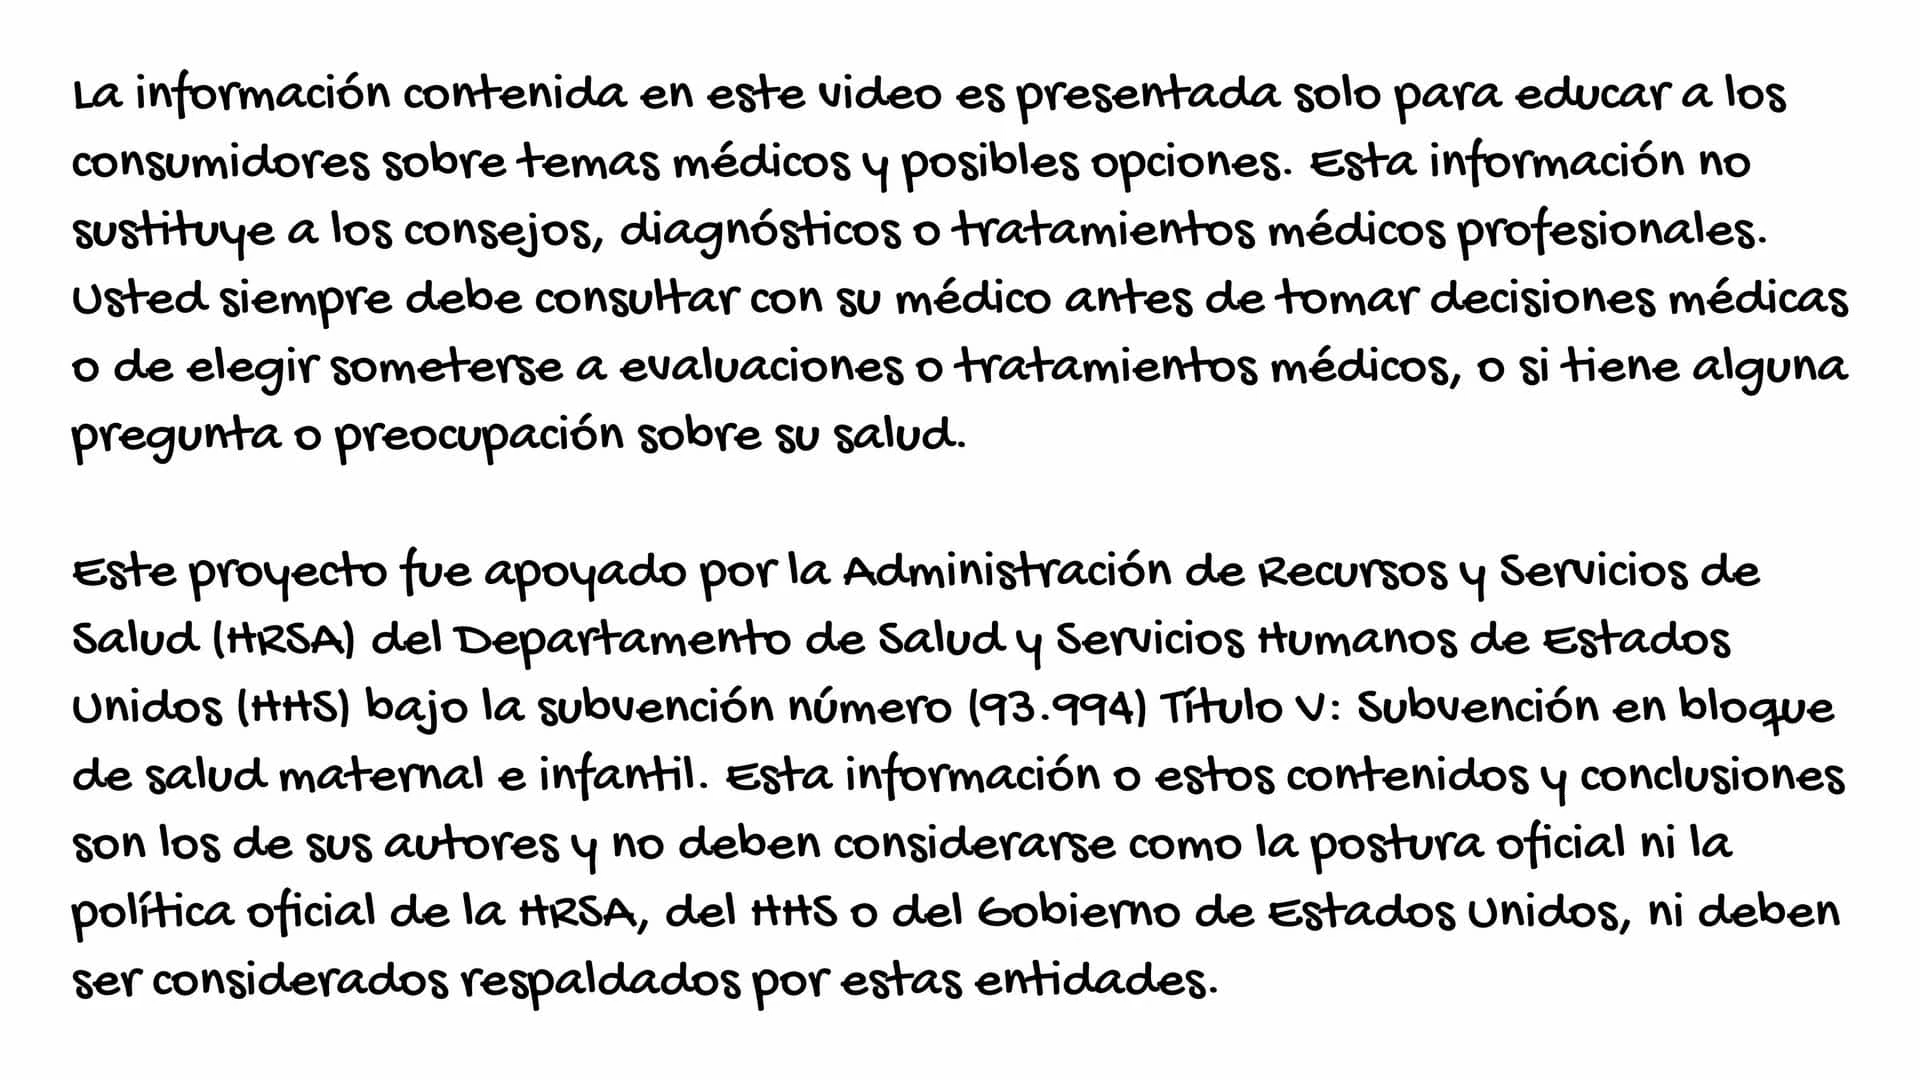 La información contenida en este video es presentada solo para educar a los
consumidores sobre temas médicos y posibles opciones. Esta información no
sustituye a los consejos, diagnósticos o tratamientos médicos profesionales.
Usted siempre debe consultar con su médico antes de tomar decisiones médicas
o de elegir someterse a evaluaciones o tratamientos médicos, o si tiene alguna
pregunta o preocupación sobre su salud.
Este proyecto fue apoyado por la Administración de Recursos y Servicios de
Salud (HRSA) del Departamento de Salud y Servicios Humanos de Estados
Unidos (HHS) bajo la subvención número (93.994) Título V: Subvención en bloque
de salud maternal e infantil. Esta información o estos contenidos y conclusiones
son los de sus autores y no deben considerarse como la postura oficial ni la
política oficial de la HRSA, del HHS o del Gobierno de Estados Unidos, ni deben
ser considerados respaldados por estas entidades.